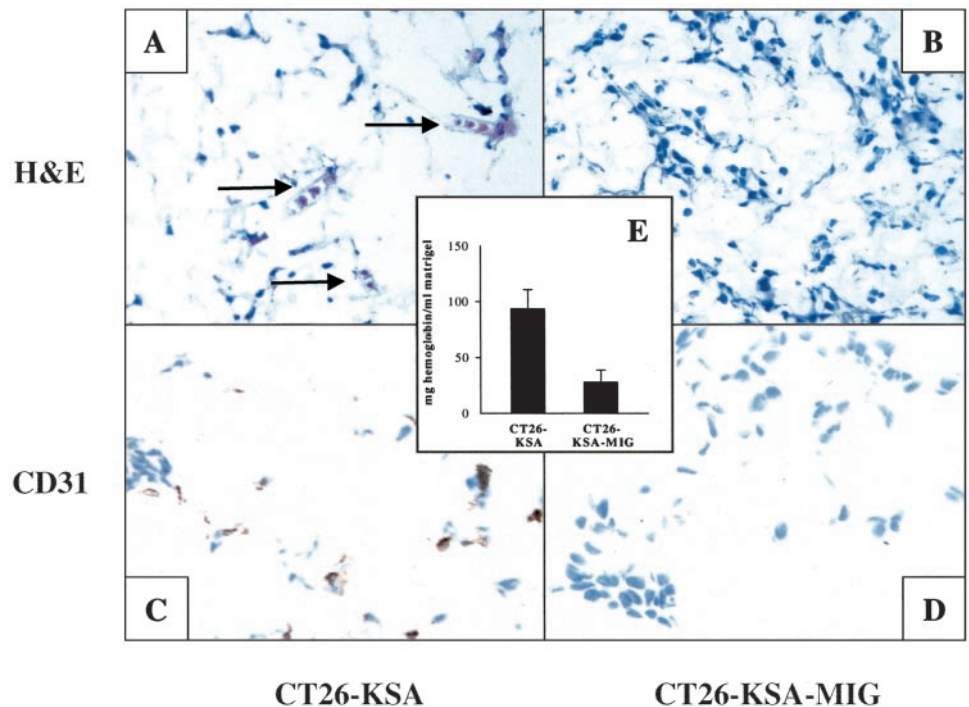 A
B
H&E
E
150
100
50
0
mg hemoglobin/ml matrigel
CT26-
KSA
CT26-
KSA-MIG
CD31
C
D
CT26-KSA
CT26-KSA-MIG